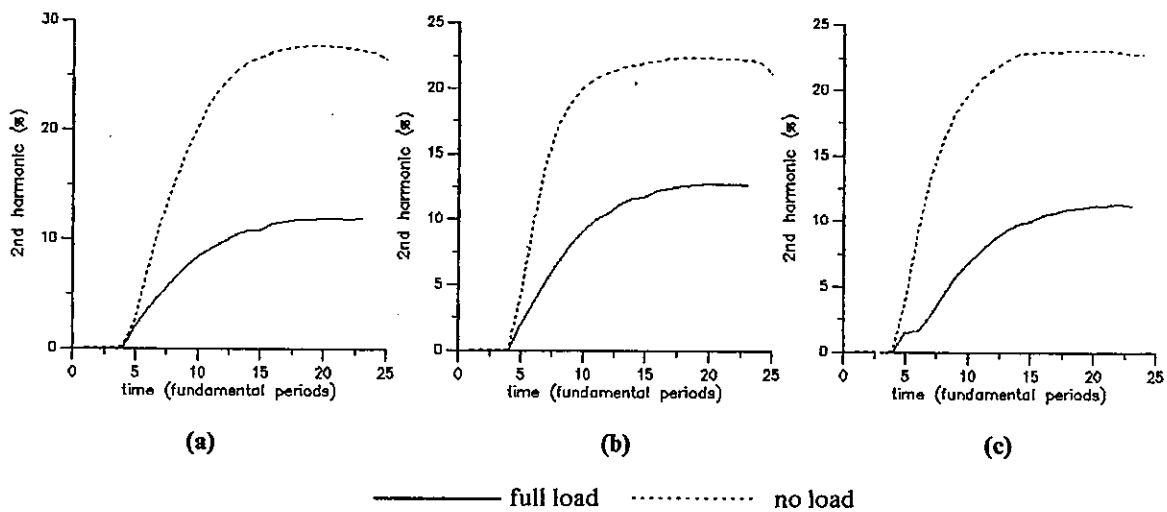 30
20
10
0
2nd harmonic (%)
0 5 10 15 20 25
time (fundamental periods)
(a)
25
20
15
10
5
0
2nd harmonic (%)
0 5 10 15 20 25
time (fundamental periods)
(b)
25
20
15
10
5
0
2nd harmonic (%)
0 5 10 15 20 25
time (fundamental periods)
(c)
full load
no load